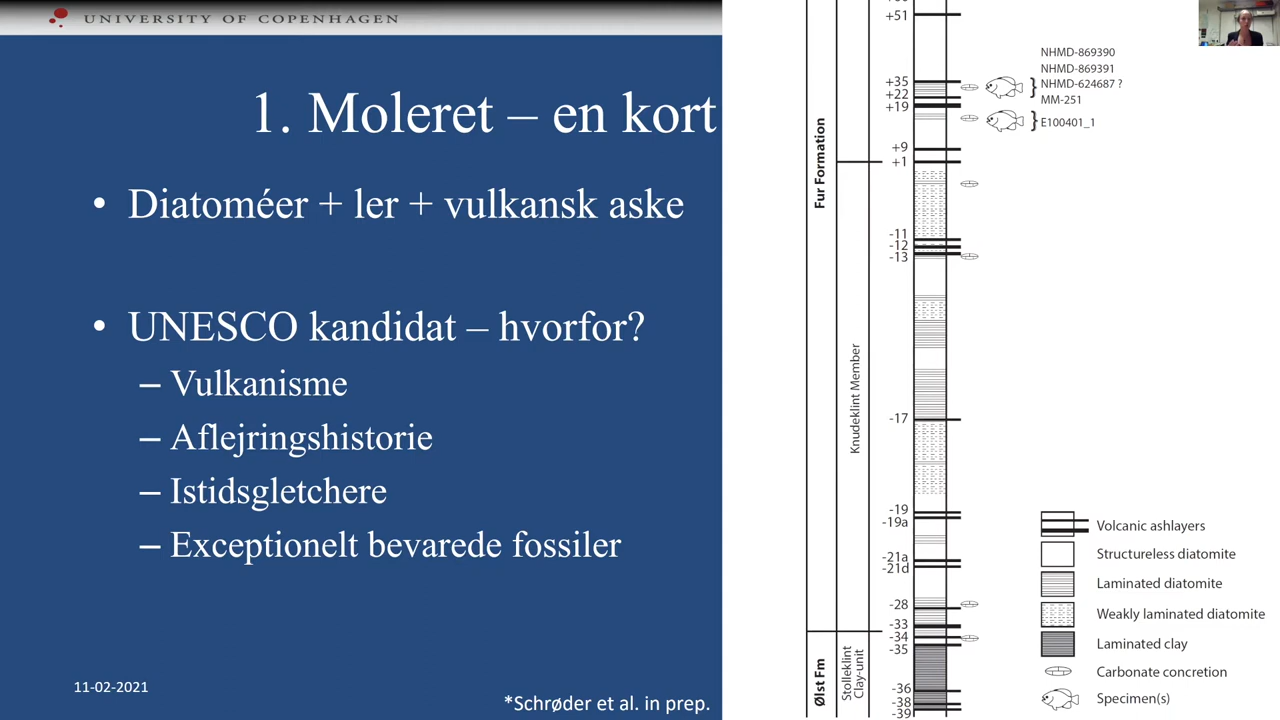 UNIVERSITY OF COPENHAGEN
1. Moleret – en kort
• Diatoméer + ler + vulkansk aske
• UNESCO kandidat – hvorfor?
– Vulkanisme
– Aflejringshistorie
– Istidsgletchere
– Exceptionelt bevarede fossiler
11-02-2021
*Schrøder et al. in prep.
Fur Formation
Ølst Fm
Knudeklint Member
Stolleklint
Clay-unit
+51
+35
+22
+19
+9
+1
-11
-12
-13
-17
-19
-19a
-21a
-21d
-28
-33
-34
-35
-36
-38
-39
NHMD-869390
NHMD-869391
NHMD-624687 ?
MM-251
E100401_1
Volcanic ashlayers
Structureless diatomite
Laminated diatomite
Weakly laminated diatomite
Laminated clay
Carbonate concretion
Specimen(s)